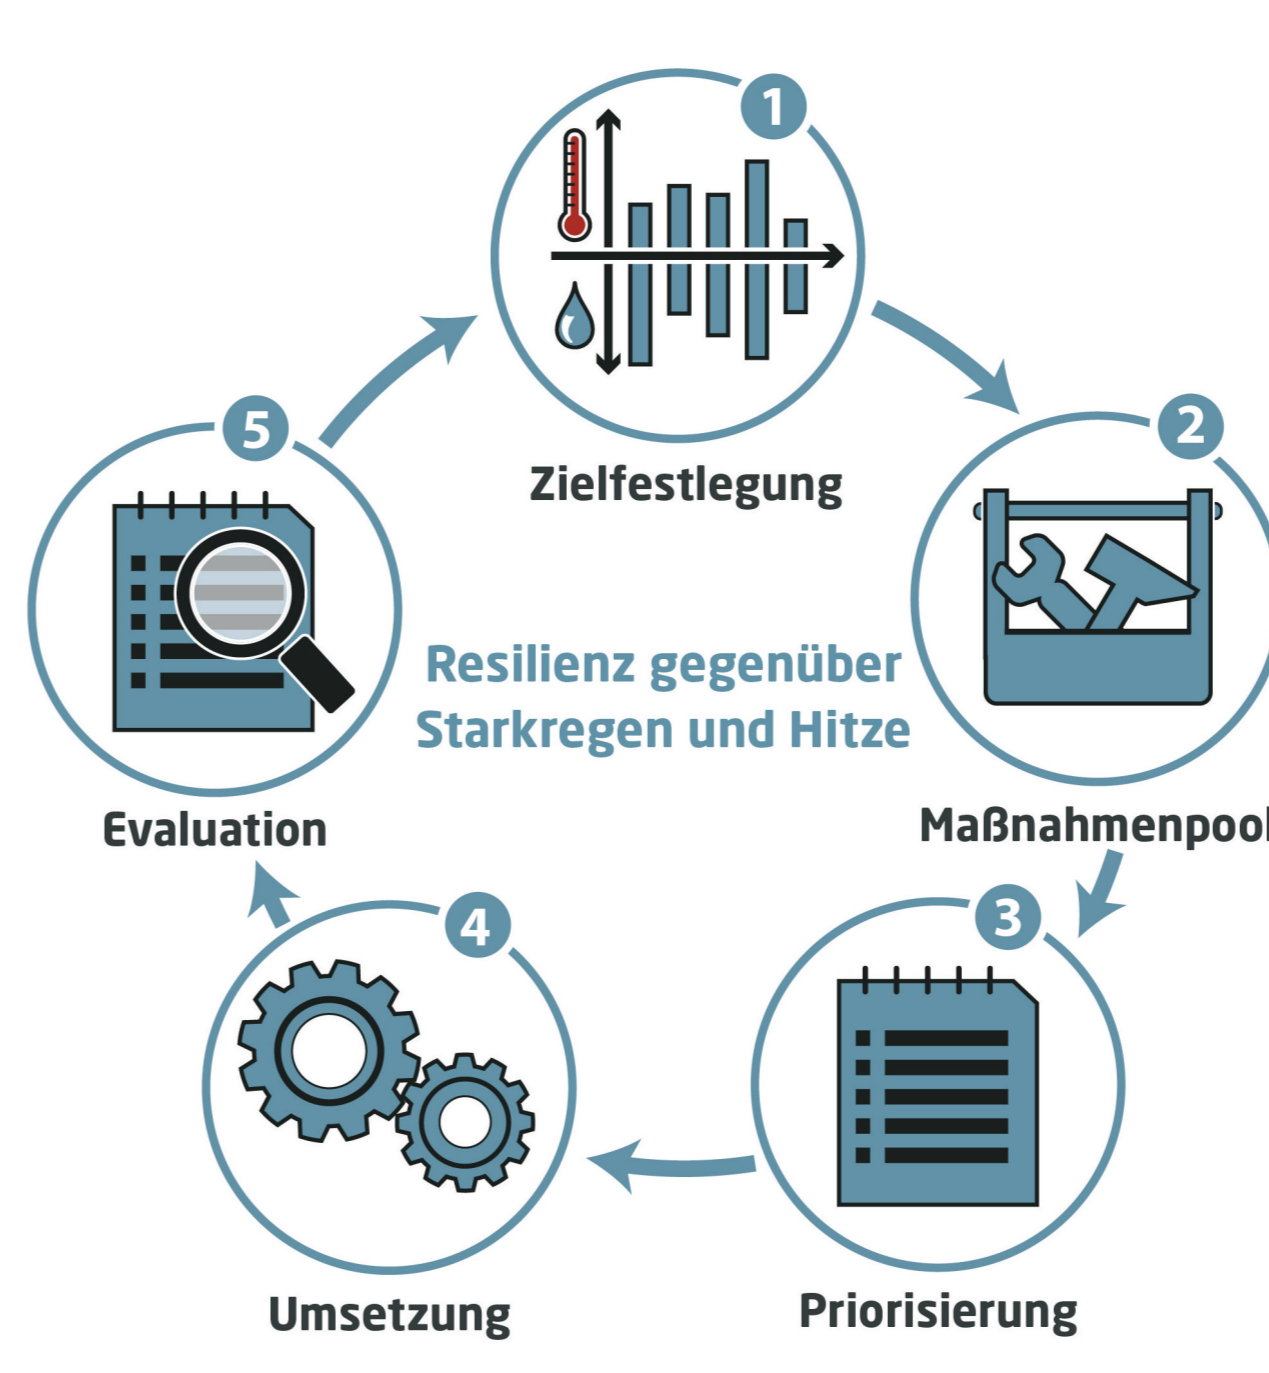 1
Zielfestlegung
2
Maßnahmenpool
3
Priorisierung
4
Umsetzung
5
Evaluation
Resilienz gegenüber
Starkregen und Hitze